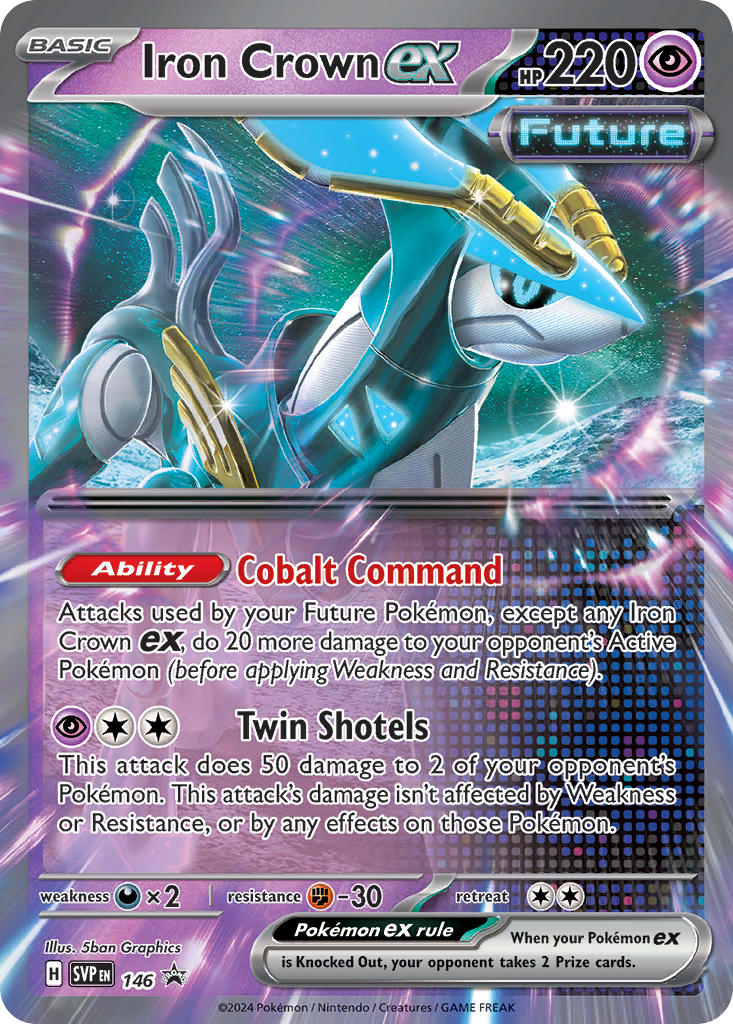 BASIC Iron Crown ex HP 220
Future
Ability Cobalt Command
Attacks used by your Future Pokémon, except any Iron
Crown ex, do 20 more damage to your opponent's Active
Pokémon (before applying Weakness and Resistance).
Twin Shotels
This attack does 50 damage to 2 of your opponent's
Pokémon. This attack's damage isn't affected by Weakness
or Resistance, or by any effects on those Pokémon.
weakness ×2 resistance -30 retreat
Illus. 5ban Graphics
Pokémon ex rule When your Pokémon ex
is Knocked Out, your opponent takes 2 Prize cards.
H SVP EN 146
©2024 Pokémon / Nintendo / Creatures / GAME FREAK